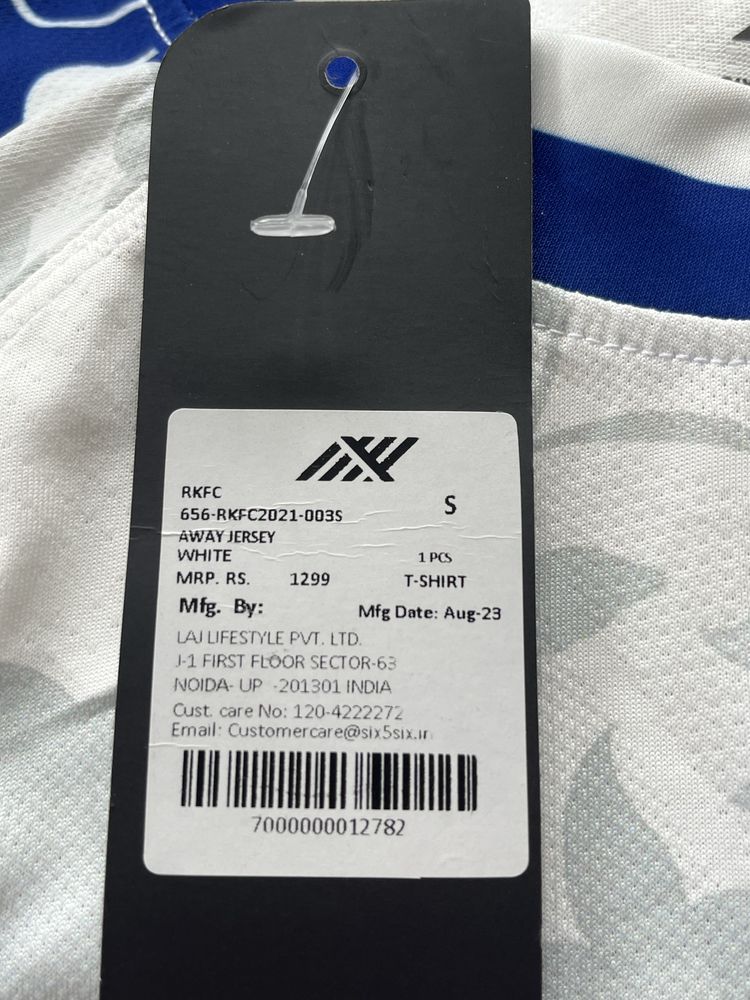 RKFC
S
656-RKFC2021-003S
AWAY JERSEY
WHITE 1 PCS
MRP. RS. 1299 T-SHIRT
Mfg. By: Mfg Date: Aug-23
LAJ LIFESTYLE PVT. LTD.
J-1 FIRST FLOOR SECTOR-63
NOIDA- UP -201301 INDIA
Cust. care No: 120-4222272
Email: Customercare@six5six.in
7000000012782